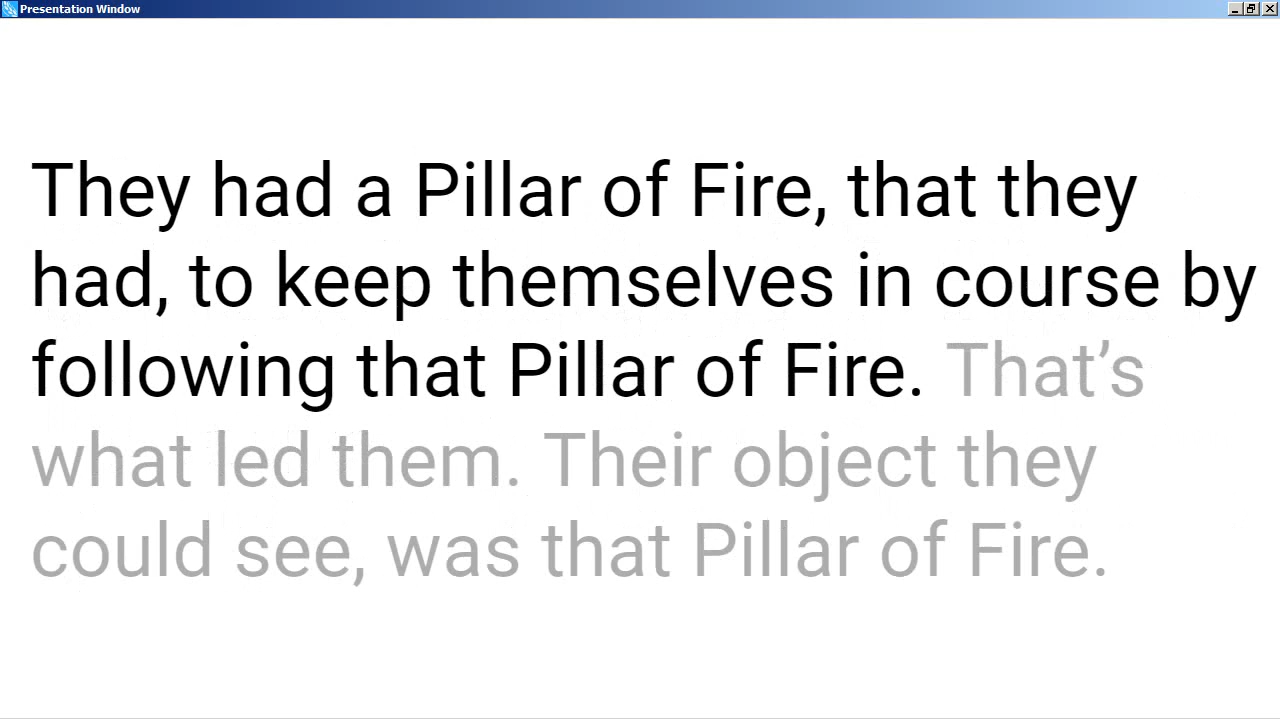 Presentation Window
They had a Pillar of Fire, that they
had, to keep themselves in course by
following that Pillar of Fire. That’s
what led them. Their object they
could see, was that Pillar of Fire.